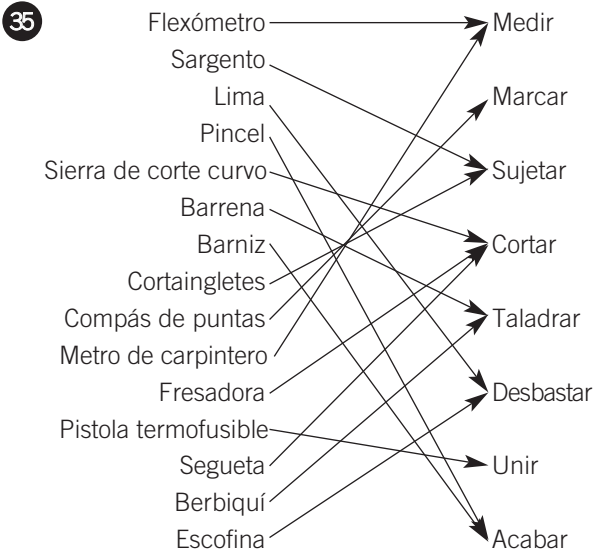 35
Flexómetro
Medir
Sargento
Lima
Marcar
Pincel
Sierra de corte curvo
Sujetar
Barrena
Barniz
Cortar
Cortaingletes
Compás de puntas
Taladrar
Metro de carpintero
Fresadora
Desbastar
Pistola termofusible
Segueta
Unir
Berbiquí
Escofina
Acabar